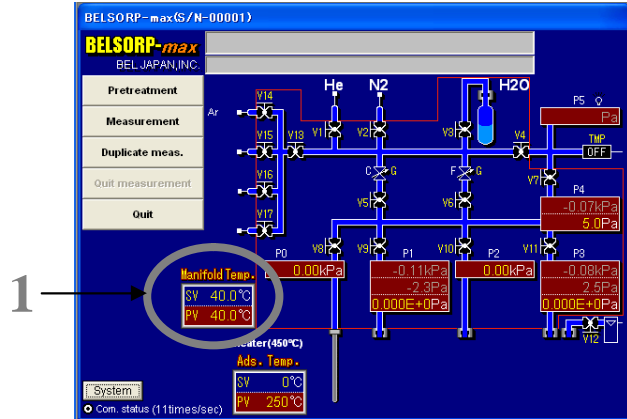 BELSORP-max(S/N-00001)
BELSORP-max
BEL JAPAN,INC.
Pretreatment
Measurement
Duplicate meas.
Quit measurement
Quit
He N2 H2O
V14
Ar
V15 V13 V1 V2 V3 V4
V16
V17
P5
Pa
TMP
OFF
C G F G
V7
V5 V6
P4
-0.07kPa
5.0Pa
V8 V9 V10 V11
P0
0.00kPa
P1
-0.11kPa
-2.3Pa
0.000E+0Pa
P2
0.00kPa
P3
-0.08kPa
2.5Pa
0.000E+0Pa
V12
1
Manifold Temp.
SV 40.0℃
PV 40.0℃
eater(450℃)
Ads. Temp.
SV 0℃
PV 250℃
System
Com. status (11times/sec)